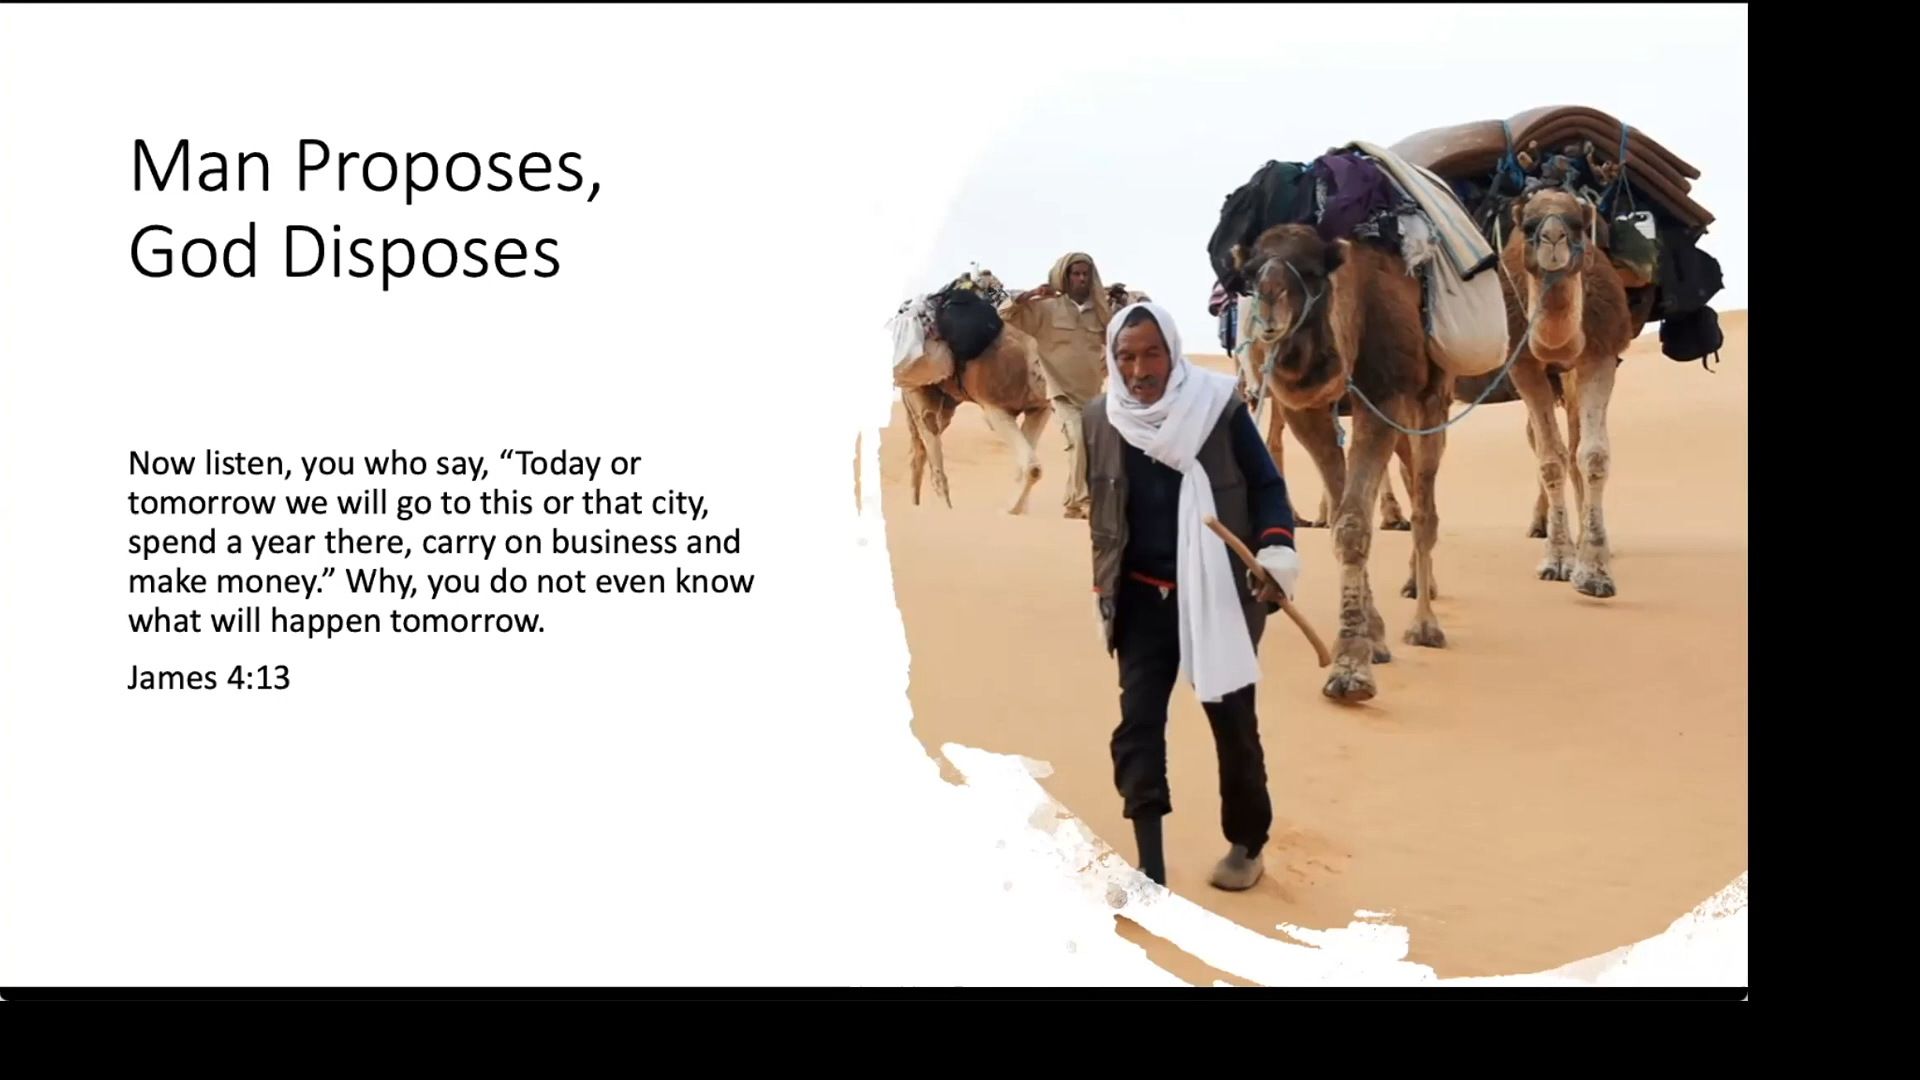 Man Proposes,
God Disposes
Now listen, you who say, “Today or
tomorrow we will go to this or that city,
spend a year there, carry on business and
make money.” Why, you do not even know
what will happen tomorrow.
James 4:13